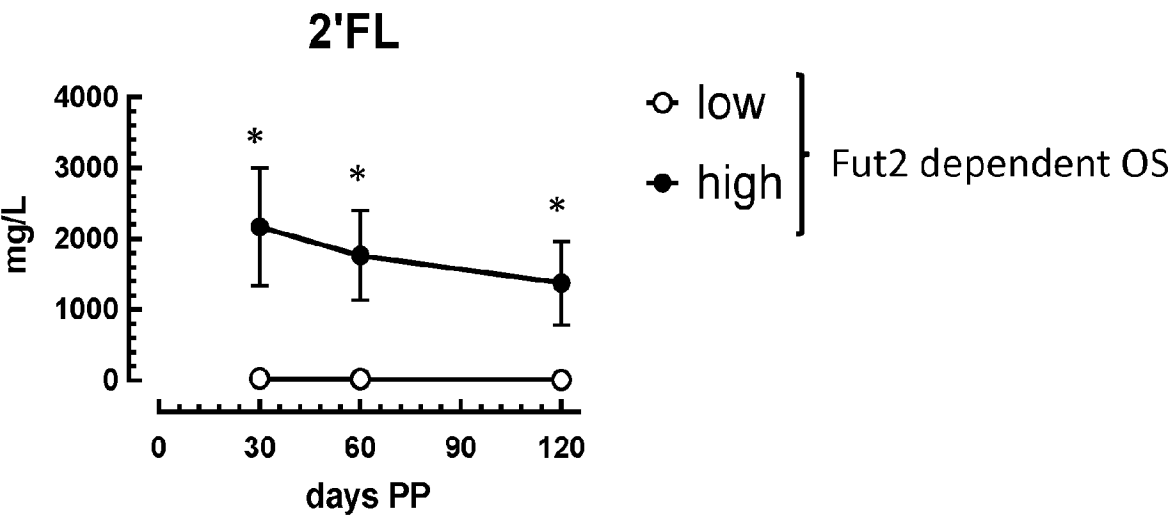 2'FL
4000
3000
2000
1000
0
mg/L
*
*
*
0 30 60 90 120
days PP
low
high
Fut2 dependent OS